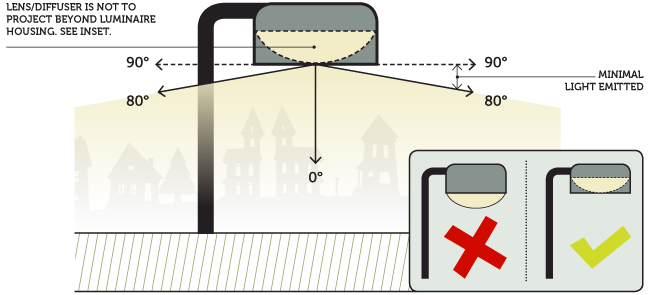 LENS/DIFFUSER IS NOT TO
PROJECT BEYOND LUMINAIRE
HOUSING. SEE INSET.
90°
90°
80°
80°
MINIMAL
LIGHT EMITTED
0°